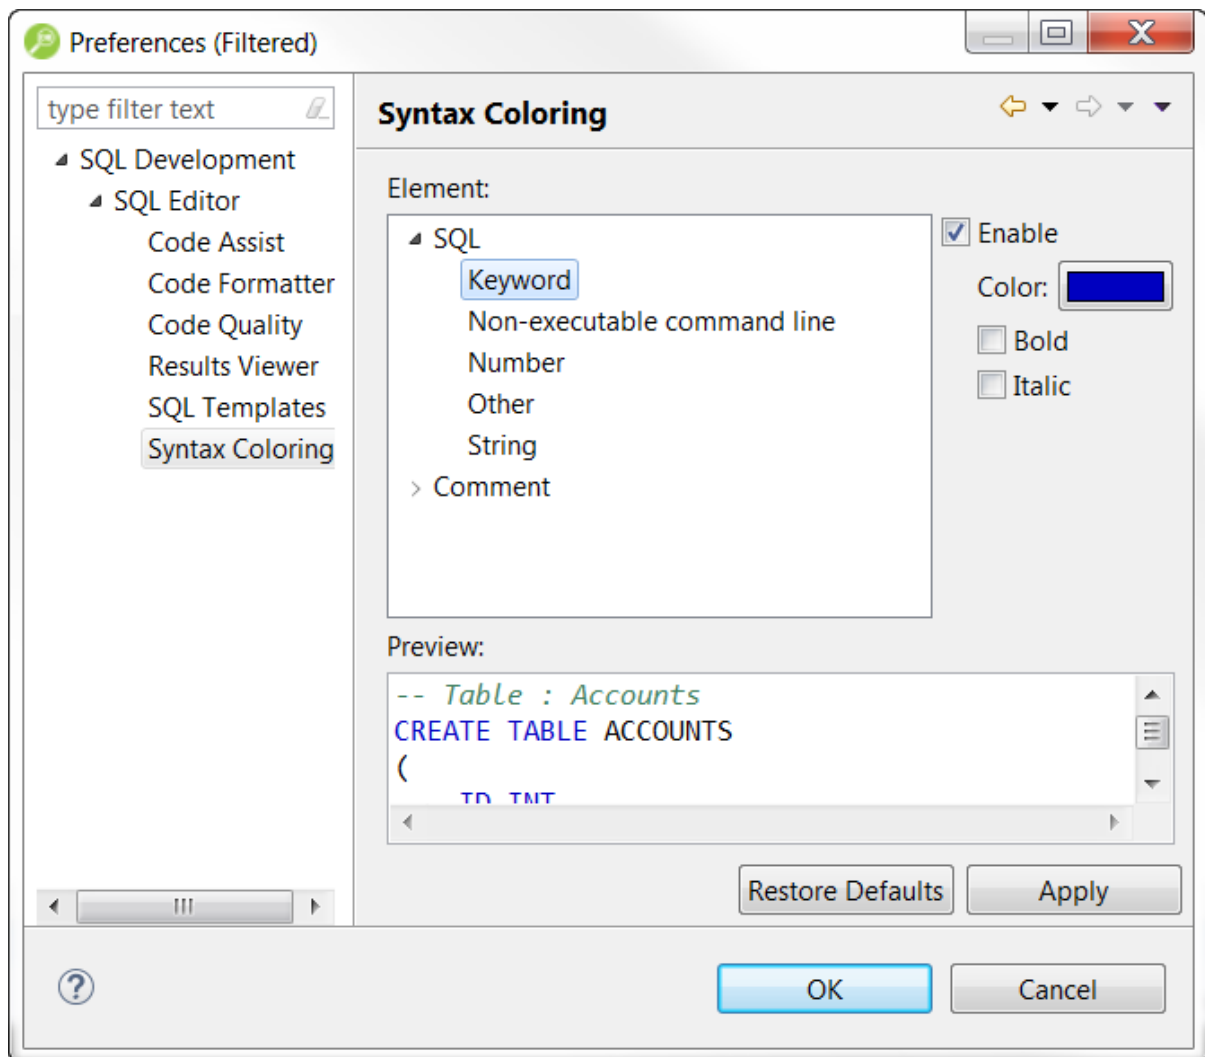 Preferences (Filtered)
type filter text
SQL Development
SQL Editor
Code Assist
Code Formatter
Code Quality
Results Viewer
SQL Templates
Syntax Coloring
Syntax Coloring
Element:
SQL
Keyword
Non-executable command line
Number
Other
String
Comment
Enable
Color:
Bold
Italic
Preview:
-- Table : Accounts
CREATE TABLE ACCOUNTS
(
ID INT
Restore Defaults
Apply
OK
Cancel